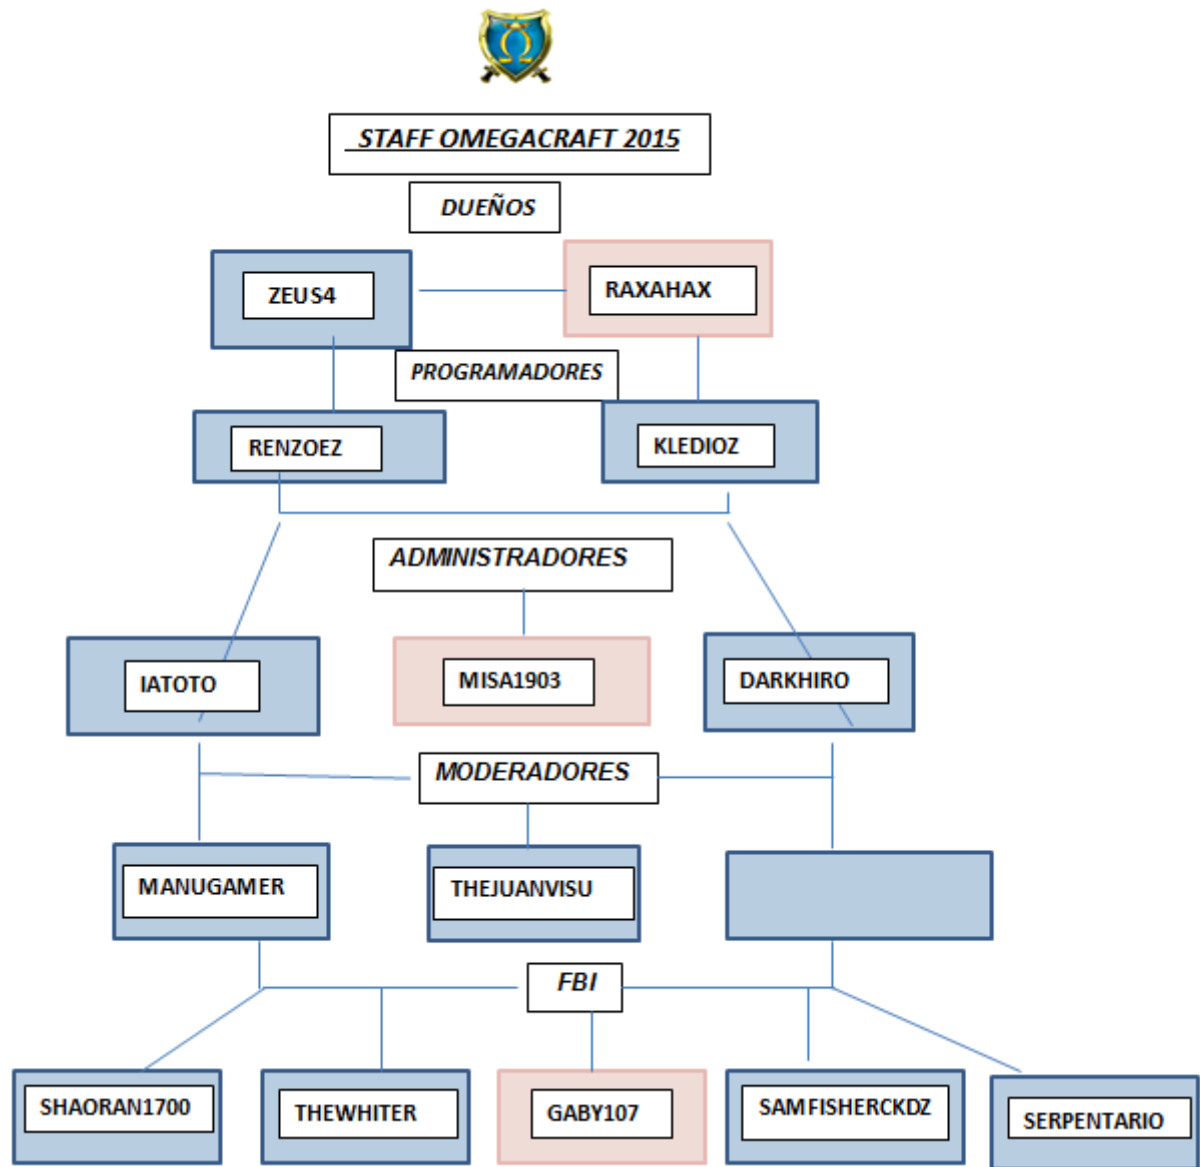 STAFF OMEGACRAFT 2015
DUEÑOS
ZEUS4
RAXAHAX
PROGRAMADORES
RENZOEZ
KLEDIOZ
ADMINISTRADORES
IATOTO
MISA1903
DARKHIRO
MODERADORES
MANUGAMER
THEJUANVISU
FBI
SHAORAN1700
THEWHITER
GABY107
SAMFISHERCKDZ
SERPENTARIO